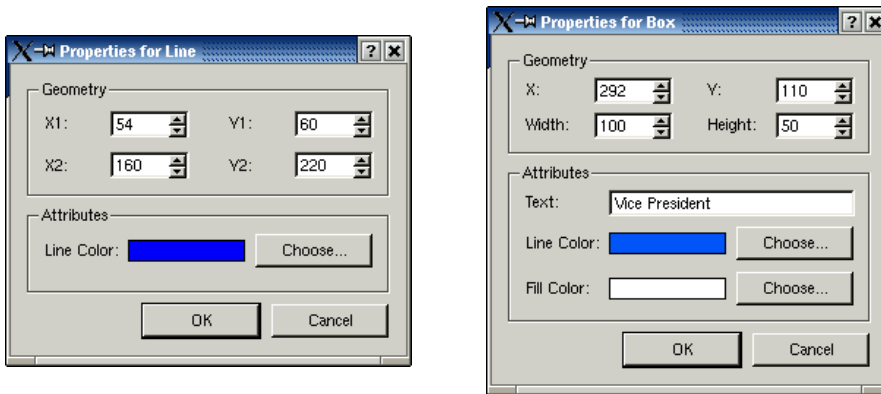 Properties for Line
Geometry
X1: 54 Y1: 60
X2: 160 Y2: 220
Attributes
Line Color: Choose...
OK Cancel
Properties for Box
Geometry
X: 292 Y: 110
Width: 100 Height: 50
Attributes
Text: Vice President
Line Color: Choose...
Fill Color: Choose...
OK Cancel